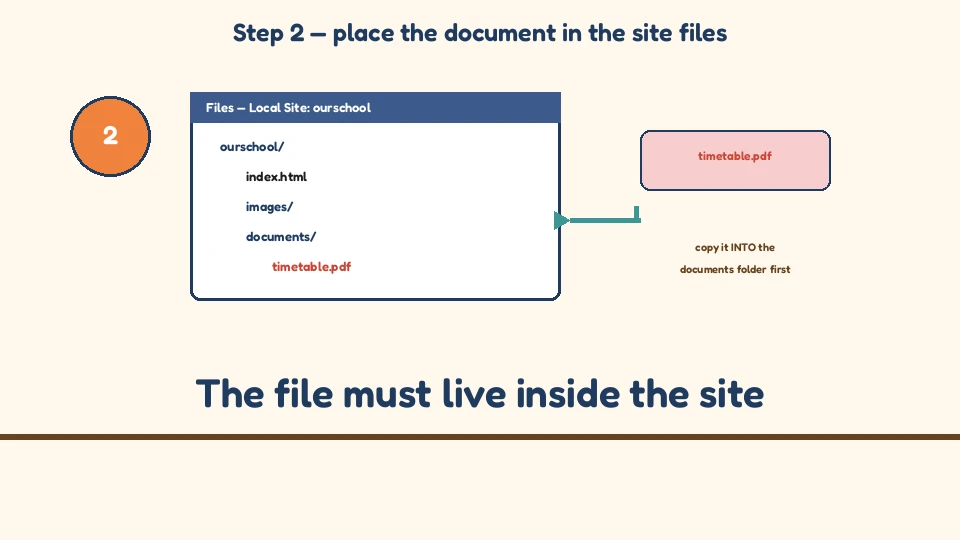 Step 2 — place the document in the site files
2
Files — Local Site: ourschool
ourschool/
index.html
images/
documents/
timetable.pdf
timetable.pdf
copy it INTO the
documents folder first
The file must live inside the site